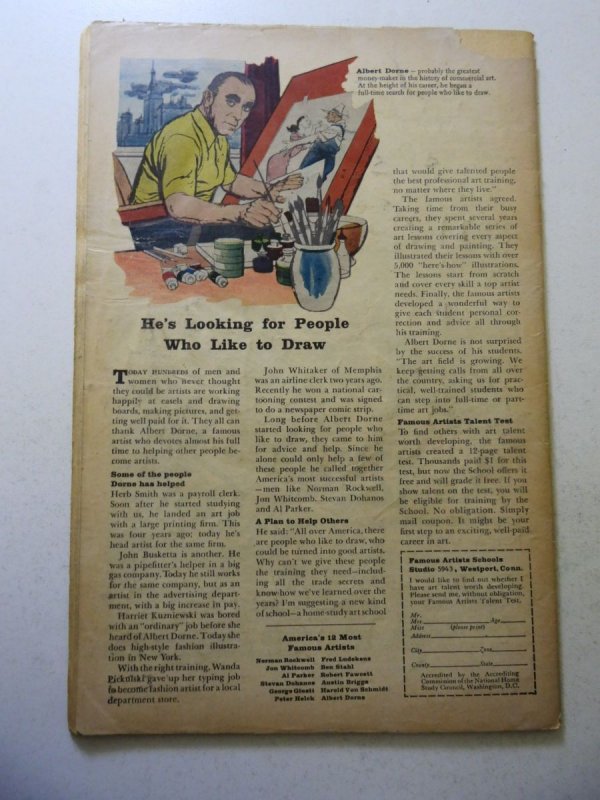 Albert Dorne — probably the greatest
money-maker in the history of commercial art.
At the height of his career, he began a
full-time search for people who like to draw.
He's Looking for People
Who Like to Draw
TODAY HUNDREDS of men and
women who never thought
they could be artists are working
happily at easels and drawing
boards, making pictures, and get-
ting well paid for it. They all can
thank Albert Dorne, a famous
artist who devotes almost his full
time to helping other people be-
come artists.
Some of the people
Dorne has helped
Herb Smith was a payroll clerk.
Soon after he started studying
with us, he landed an art job
with a large printing firm. This
was four years ago; today he's
head artist for the same firm.
John Busketta is another. He
was a pipefitter's helper in a big
gas company. Today he still works
for the same company, but as an
artist in the advertising depart-
ment, with a big increase in pay.
Harriet Kuzniewski was bored
with an "ordinary" job before she
heard of Albert Dorne. Today she
does high-style fashion illustra-
tion in New York.
With the right training, Wanda
Pickulski gave up her typing job
to become fashion artist for a local
department store.
John Whitaker of Memphis
was an airline clerk two years ago.
Recently he won a national car-
tooning contest and was signed
to do a newspaper comic strip.
Long before Albert Dorne
started looking for people who
like to draw, they came to him
for advice and help. Since he
alone could only help a few of
these people he called together
America's most successful artists
—men like Norman Rockwell,
Jon Whitcomb, Stevan Dohanos
and Al Parker.
A Plan to Help Others
He said: "All over America, there
are people who like to draw, who
could be turned into good artists.
Why can't we give these people
the training they need—includ-
ing all the trade secrets and
know-how we've learned over the
years? I'm suggesting a new kind
of school—a home-study art school
America's 12 Most
Famous Artists
Norman Rockwell Fred Ludekens
Jon Whitcomb Ben Stahl
Al Parker Robert Fawcett
Stevan Dohanos Austin Briggs
George Giusti Harold Von Schmidt
Peter Helck Albert Dorne
that would give talented people
the best professional art training,
no matter where they live."
The famous artists agreed.
Taking time from their busy
careers, they spent several years
creating a remarkable series of
art lessons covering every aspect
of drawing and painting. They
illustrated their lessons with over
5,000 "here's-how" illustrations.
The lessons start from scratch
and cover every skill a top artist
needs. Finally, the famous artists
developed a wonderful way to
give each student personal cor-
rection and advice all through
his training.
Albert Dorne is not surprised
by the success of his students.
"The art field is growing. We
keep getting calls from all over
the country, asking us for prac-
tical, well-trained students who
can step into full-time or part-
time art jobs."
Famous Artists Talent Test
To find others with art talent
worth developing, the famous
artists created a 12-page talent
test. Thousands paid $1 for this
test, but now the School offers it
free and will grade it free. If you
show talent on the test, you will
be eligible for training by the
School. No obligation. Simply
mail coupon. It might be your
first step to an exciting, well-paid
career in art.
Famous Artists Schools
Studio 5943, Westport, Conn.
I would like to find out whether I
have art talent worth developing.
Please send me, without obligation,
your Famous Artists Talent Test.
Mr.
Mrs. Age
Miss (please print)
Address
City Zone
County State
Accredited by the Accrediting
Commission of the National Home
Study Council, Washington, D.C.